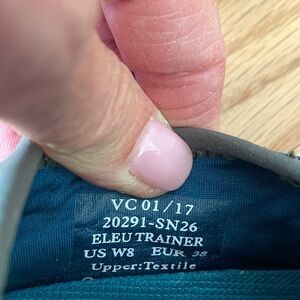 VC 01/17
20291-SN26
ELEU TRAINER
US W8 EUR 38
Upper:Textile